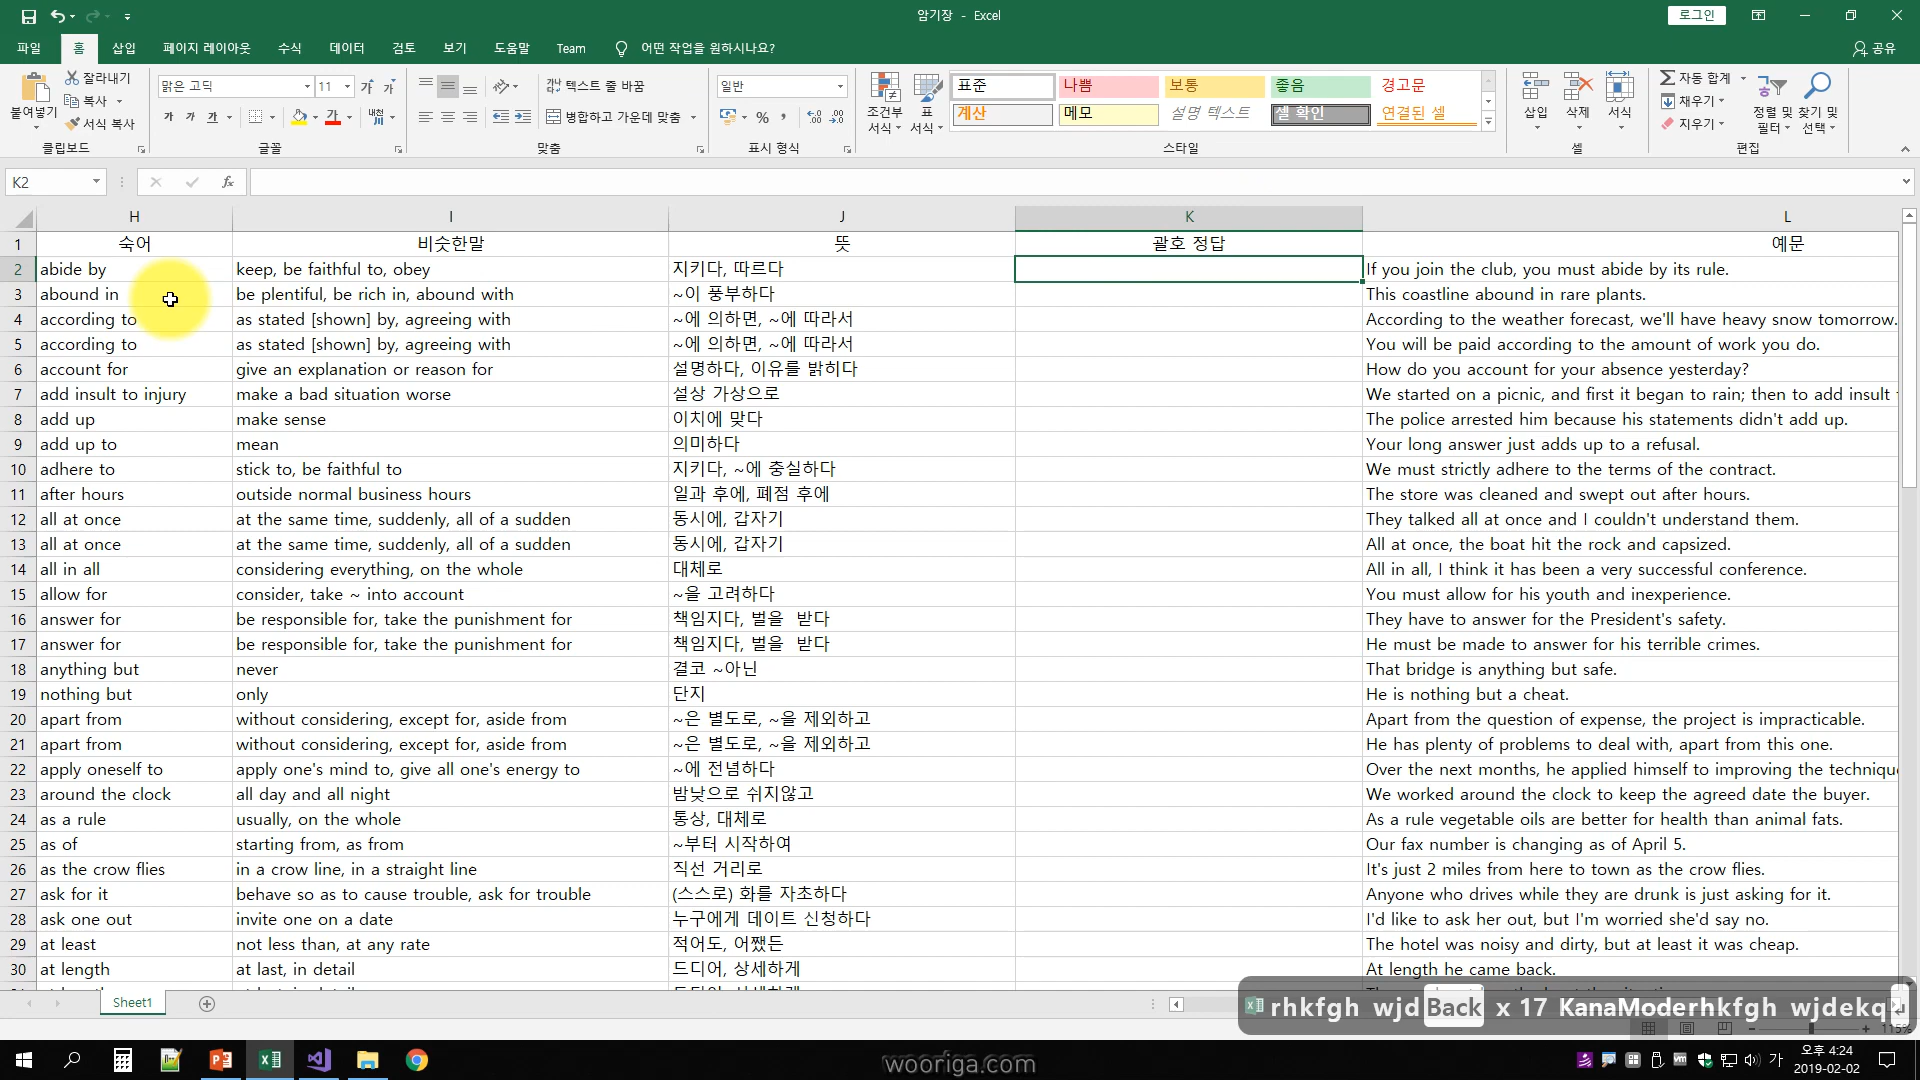 암기장 - Excel
로그인
파일 홈 삽입 페이지 레이아웃 수식 데이터 검토 보기 도움말 Team 어떤 작업을 원하시나요? 공유
붙여넣기 잘라내기 복사 서식 복사 클립보드
맑은 고딕 11 가 가 가 가 가 가 내천 글꼴
텍스트 줄 바꿈 병합하고 가운데 맞춤 맞춤
일반 % 표시 형식
조건부 서식 표 서식
표준 나쁨 보통 좋음 경고문
계산 메모 설명 텍스트 셀 확인 연결된 셀
스타일
삽입 삭제 서식 셀
자동 합계 채우기 지우기 정렬 및 필터 찾기 및 선택 편집
K2 fx
H I J K L
1 숙어 비슷한말 뜻 괄호 정답 예문
2 abide by keep, be faithful to, obey 지키다, 따르다 If you join the club, you must abide by its rule.
3 abound in be plentiful, be rich in, abound with ~이 풍부하다 This coastline abound in rare plants.
4 according to as stated [shown] by, agreeing with ~에 의하면, ~에 따라서 According to the weather forecast, we'll have heavy snow tomorrow.
5 according to as stated [shown] by, agreeing with ~에 의하면, ~에 따라서 You will be paid according to the amount of work you do.
6 account for give an explanation or reason for 설명하다, 이유를 밝히다 How do you account for your absence yesterday?
7 add insult to injury make a bad situation worse 설상 가상으로 We started on a picnic, and first it began to rain; then to add insult
8 add up make sense 이치에 맞다 The police arrested him because his statements didn't add up.
9 add up to mean 의미하다 Your long answer just adds up to a refusal.
10 adhere to stick to, be faithful to 지키다, ~에 충실하다 We must strictly adhere to the terms of the contract.
11 after hours outside normal business hours 일과 후에, 폐점 후에 The store was cleaned and swept out after hours.
12 all at once at the same time, suddenly, all of a sudden 동시에, 갑자기 They talked all at once and I couldn't understand them.
13 all at once at the same time, suddenly, all of a sudden 동시에, 갑자기 All at once, the boat hit the rock and capsized.
14 all in all considering everything, on the whole 대체로 All in all, I think it has been a very successful conference.
15 allow for consider, take ~ into account ~을 고려하다 You must allow for his youth and inexperience.
16 answer for be responsible for, take the punishment for 책임지다, 벌을 받다 They have to answer for the President's safety.
17 answer for be responsible for, take the punishment for 책임지다, 벌을 받다 He must be made to answer for his terrible crimes.
18 anything but never 결코 ~아닌 That bridge is anything but safe.
19 nothing but only 단지 He is nothing but a cheat.
20 apart from without considering, except for, aside from ~은 별도로, ~을 제외하고 Apart from the question of expense, the project is impracticable.
21 apart from without considering, except for, aside from ~은 별도로, ~을 제외하고 He has plenty of problems to deal with, apart from this one.
22 apply oneself to apply one's mind to, give all one's energy to ~에 전념하다 Over the next months, he applied himself to improving the techniqu
23 around the clock all day and all night 밤낮으로 쉬지않고 We worked around the clock to keep the agreed date the buyer.
24 as a rule usually, on the whole 통상, 대체로 As a rule vegetable oils are better for health than animal fats.
25 as of starting from, as from ~부터 시작하여 Our fax number is changing as of April 5.
26 as the crow flies in a crow line, in a straight line 직선 거리로 It's just 2 miles from here to town as the crow flies.
27 ask for it behave so as to cause trouble, ask for trouble (스스로) 화를 자초하다 Anyone who drives while they are drunk is just asking for it.
28 ask one out invite one on a date 누구에게 데이트 신청하다 I'd like to ask her out, but I'm worried she'd say no.
29 at least not less than, at any rate 적어도, 어쨌든 The hotel was noisy and dirty, but at least it was cheap.
30 at length at last, in detail 드디어, 상세하게 At length he came back.
Sheet1
rhkfgh wjd Back x 17 KanaModerhkfgh wjdekq
115%
wooriga.com
가 오후 4:24
2019-02-02